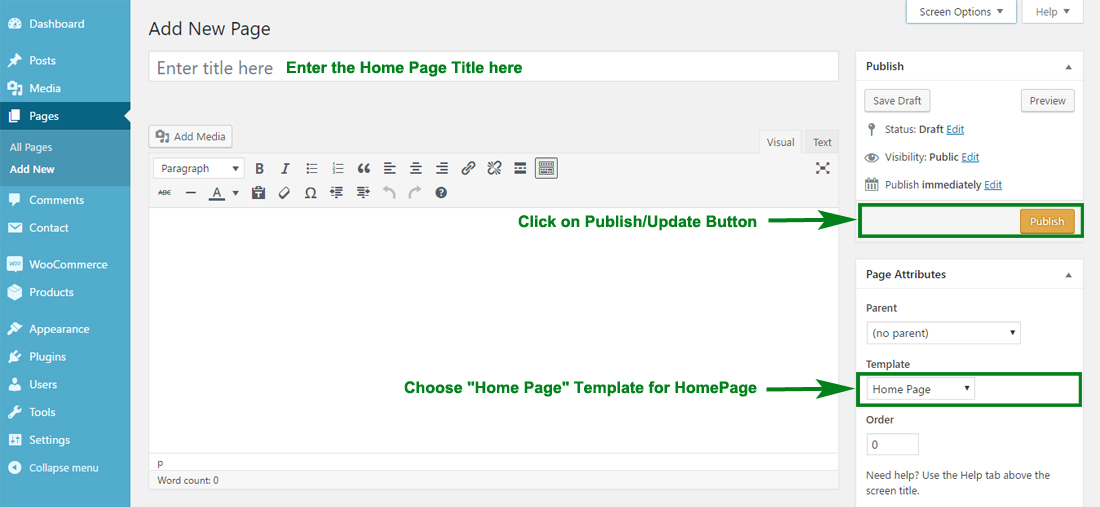 Dashboard
Posts
Media
Pages
All Pages
Add New
Comments
Contact
WooCommerce
Products
Appearance
Plugins
Users
Tools
Settings
Collapse menu
Screen Options
Help
Add New Page
Enter title here Enter the Home Page Title here
Add Media
Visual Text
Paragraph B I
ABC A
Click on Publish/Update Button
Choose "Home Page" Template for HomePage
p
Word count: 0
Publish
Save Draft Preview
Status: Draft Edit
Visibility: Public Edit
Publish immediately Edit
Publish
Page Attributes
Parent
(no parent)
Template
Home Page
Order
0
Need help? Use the Help tab above the
screen title.